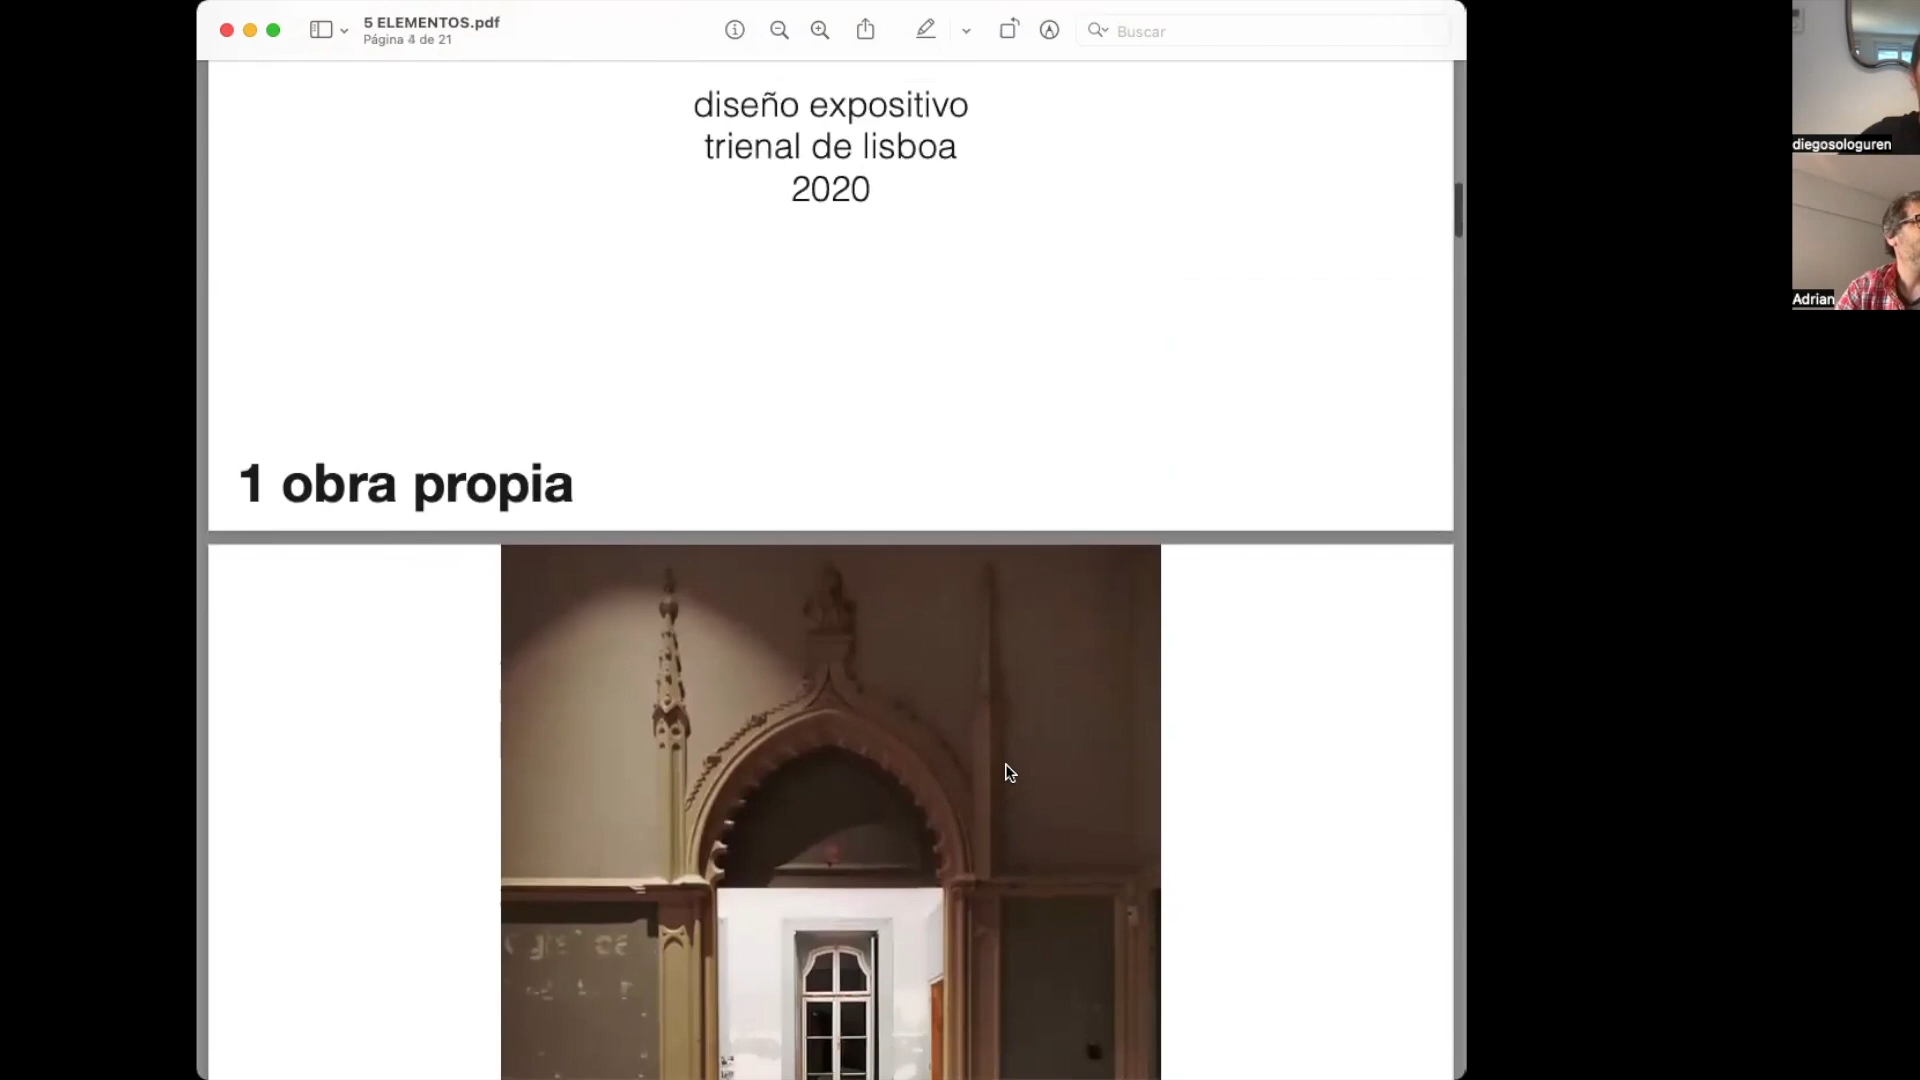 5 ELEMENTOS.pdf
Página 4 de 21
Buscar
diseño expositivo
trienal de lisboa
2020
1 obra propia
diegosologuren
Adrian